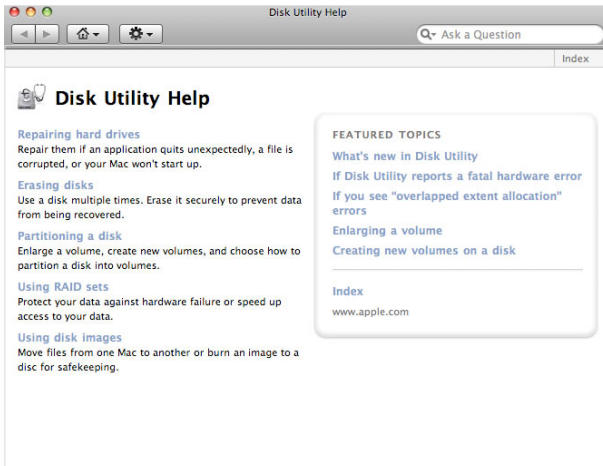 Disk Utility Help
Ask a Question
Index
Disk Utility Help
Repairing hard drives
Repair them if an application quits unexpectedly, a file is
corrupted, or your Mac won't start up.
Erasing disks
Use a disk multiple times. Erase it securely to prevent data
from being recovered.
Partitioning a disk
Enlarge a volume, create new volumes, and choose how to
partition a disk into volumes.
Using RAID sets
Protect your data against hardware failure or speed up
access to your data.
Using disk images
Move files from one Mac to another or burn an image to a
disc for safekeeping.
FEATURED TOPICS
What's new in Disk Utility
If Disk Utility reports a fatal hardware error
If you see "overlapped extent allocation"
errors
Enlarging a volume
Creating new volumes on a disk
Index
www.apple.com